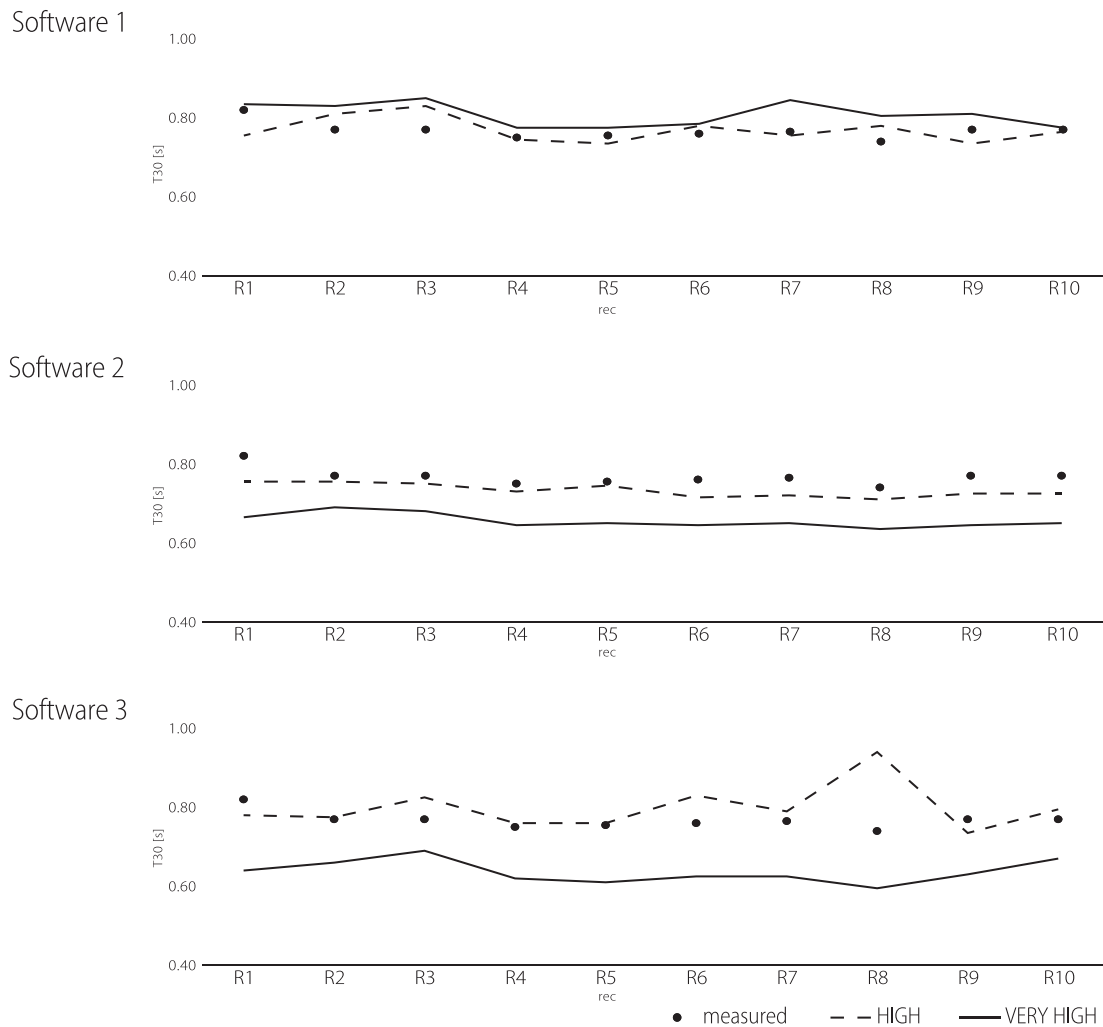 Software 1
1.00
0.80
0.60
0.40
T30 [s]
R1 R2 R3 R4 R5 R6 R7 R8 R9 R10
rec
Software 2
1.00
0.80
0.60
0.40
T30 [s]
R1 R2 R3 R4 R5 R6 R7 R8 R9 R10
rec
Software 3
1.00
0.80
0.60
0.40
T30 [s]
R1 R2 R3 R4 R5 R6 R7 R8 R9 R10
rec
measured HIGH VERY HIGH